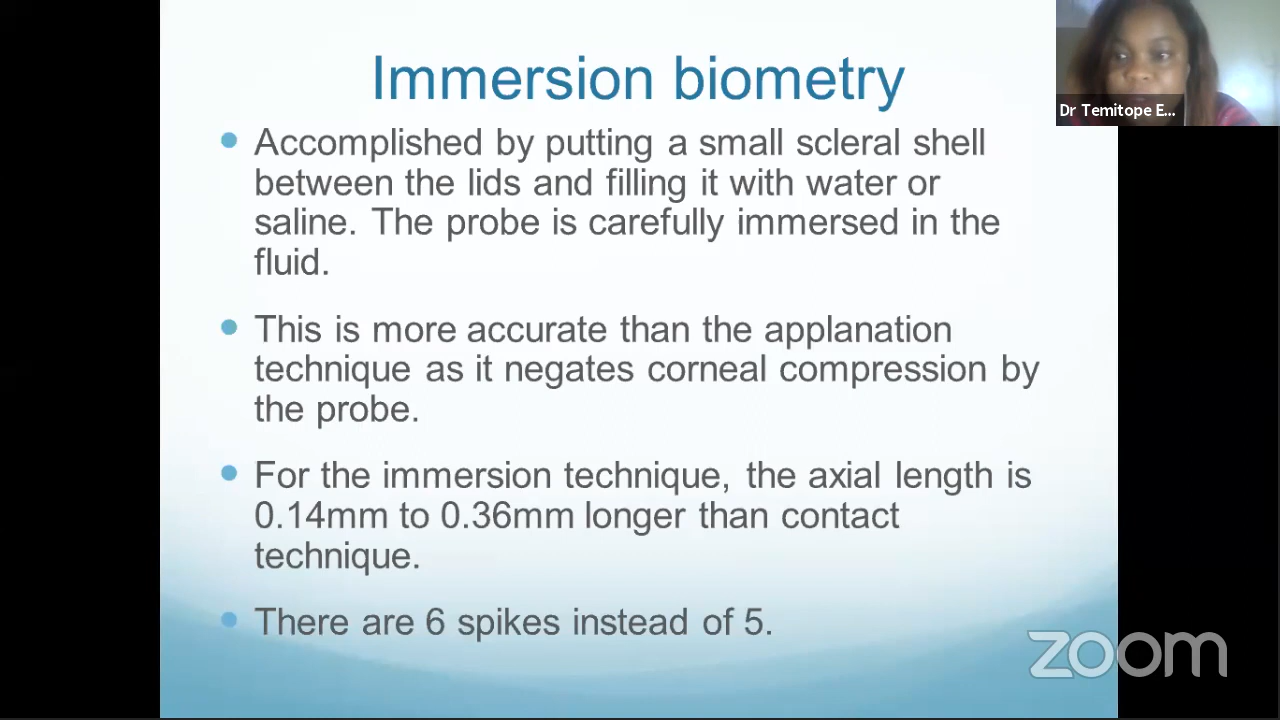 Immersion biometry
Dr Temitope E...
• Accomplished by putting a small scleral shell
between the lids and filling it with water or
saline. The probe is carefully immersed in the
fluid.
• This is more accurate than the applanation
technique as it negates corneal compression by
the probe.
• For the immersion technique, the axial length is
0.14mm to 0.36mm longer than contact
technique.
• There are 6 spikes instead of 5.
zoom